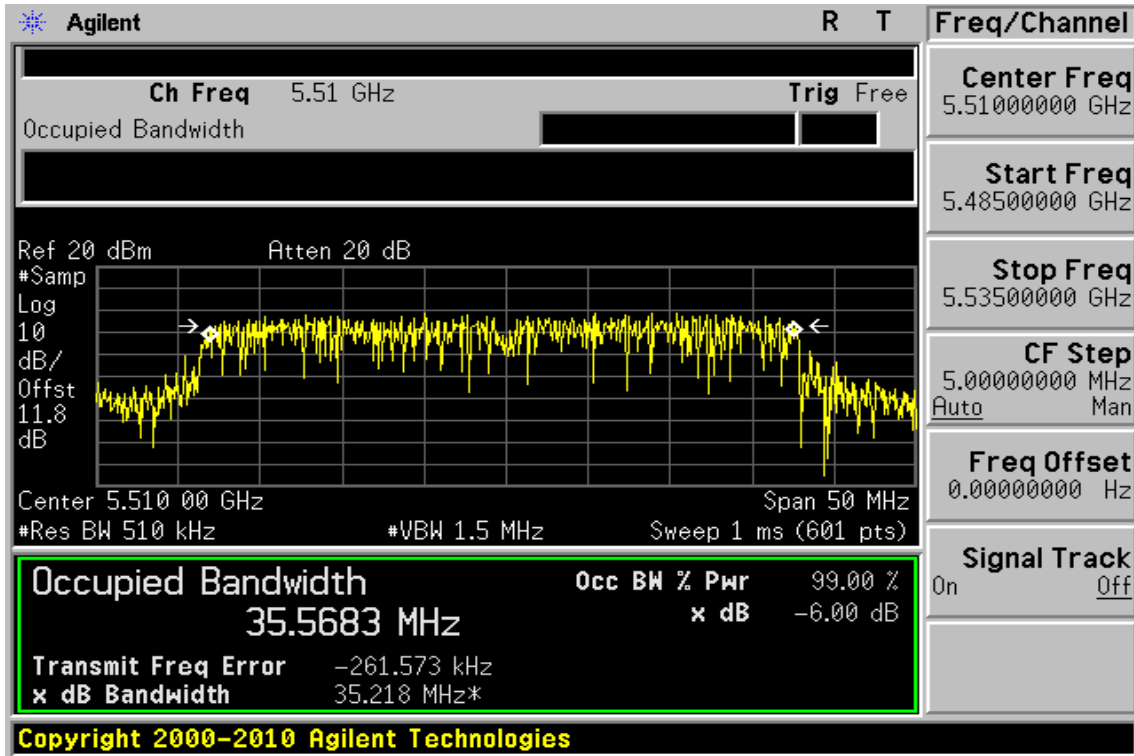 Agilent R T
Freq/Channel
Ch Freq 5.51 GHz Trig Free
Occupied Bandwidth
Center Freq
5.51000000 GHz
Start Freq
5.48500000 GHz
Stop Freq
5.53500000 GHz
CF Step
5.00000000 MHz
Auto Man
Freq Offset
0.00000000 Hz
Signal Track
On Off
Ref 20 dBm Atten 20 dB
#Samp
Log
10
dB/
Offst
11.8
dB
Center 5.510 00 GHz Span 50 MHz
#Res BW 510 kHz #VBW 1.5 MHz Sweep 1 ms (601 pts)
Occupied Bandwidth Occ BW % Pwr 99.00 %
35.5683 MHz x dB -6.00 dB
Transmit Freq Error -261.573 kHz
x dB Bandwidth 35.218 MHz*
Copyright 2000-2010 Agilent Technologies